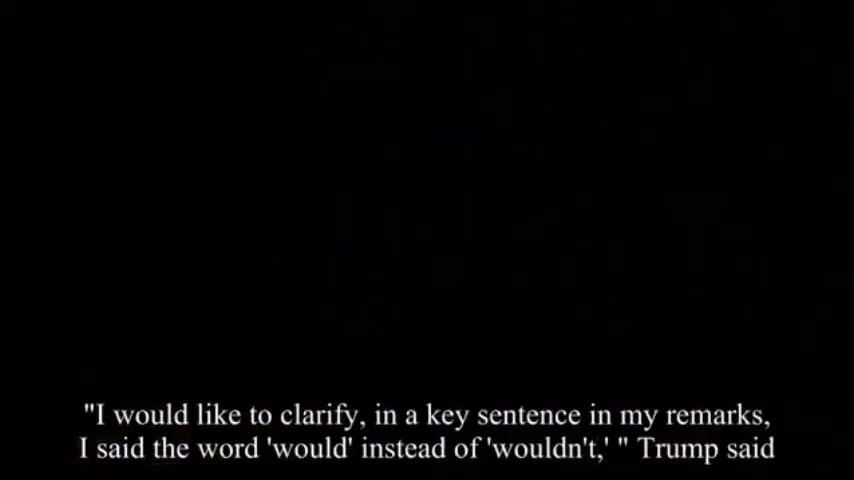 "I would like to clarify, in a key sentence in my remarks,
I said the word 'would' instead of 'wouldn't,' " Trump said